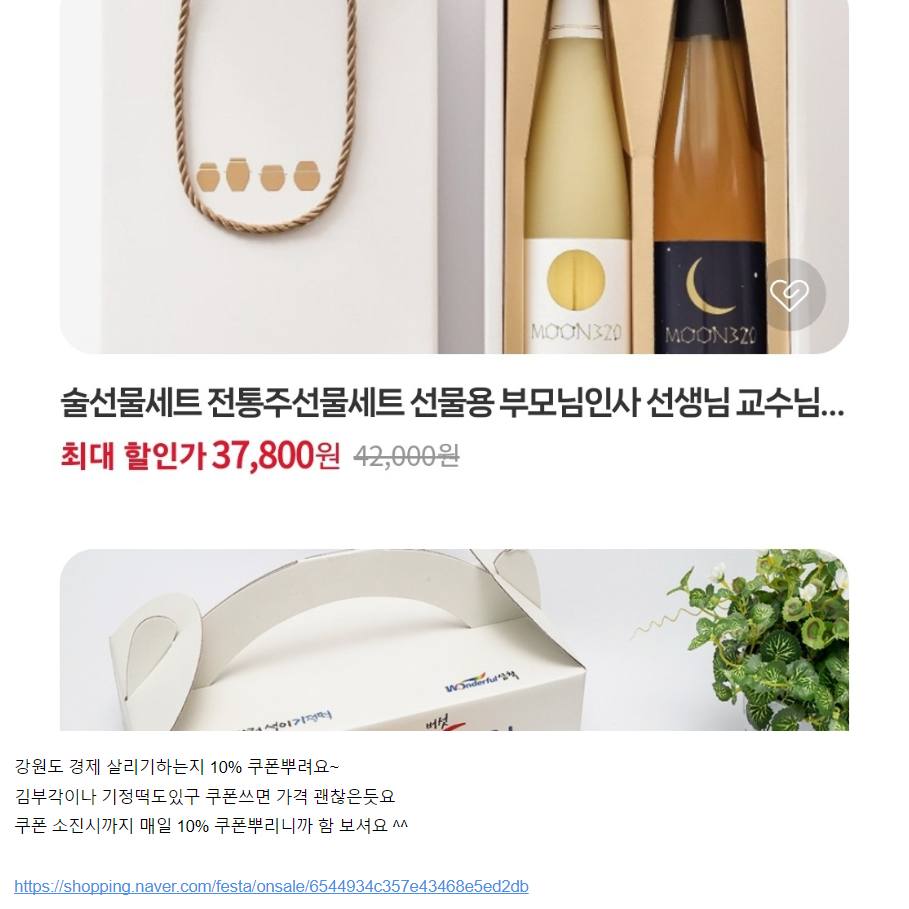 MOON320 MOON320
술선물세트 전통주선물세트 선물용 부모님인사 선생님 교수님...
최대 할인가 37,800원 42,000원
Wonderful삼척
버섯
강원도 경제 살리기하는지 10% 쿠폰뿌려요~
김부각이나 기정떡도있구 쿠폰쓰면 가격 괜찮은듯요
쿠폰 소진시까지 매일 10% 쿠폰뿌리니까 함 보셔요 ^^
https://shopping.naver.com/festa/onsale/6544934c357e43468e5ed2db